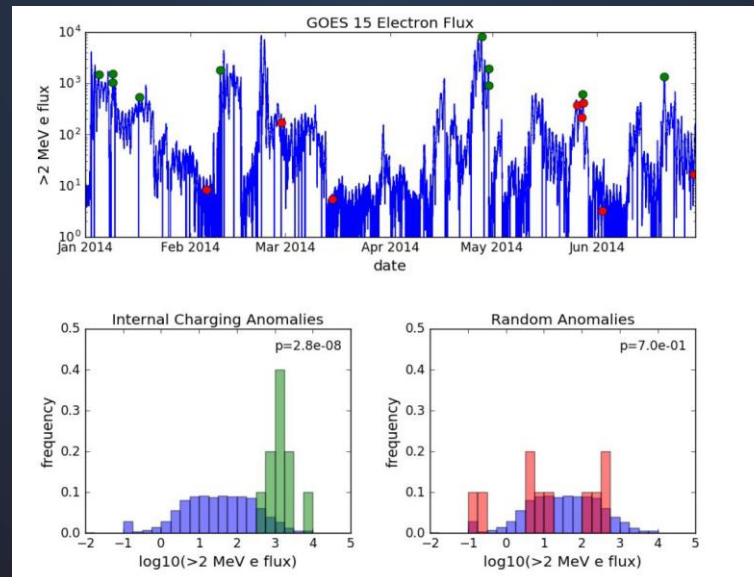 GOES 15 Electron Flux
>2 MeV e flux
10^4
10^3
10^2
10^1
10^0
Jan 2014 Feb 2014 Mar 2014 Apr 2014 May 2014 Jun 2014
date
Internal Charging Anomalies
p=2.8e-08
frequency
0.5
0.4
0.3
0.2
0.1
0.0
−2 −1 0 1 2 3 4 5
log10(>2 MeV e flux)
Random Anomalies
p=7.0e-01
frequency
0.5
0.4
0.3
0.2
0.1
0.0
−2 −1 0 1 2 3 4 5
log10(>2 MeV e flux)